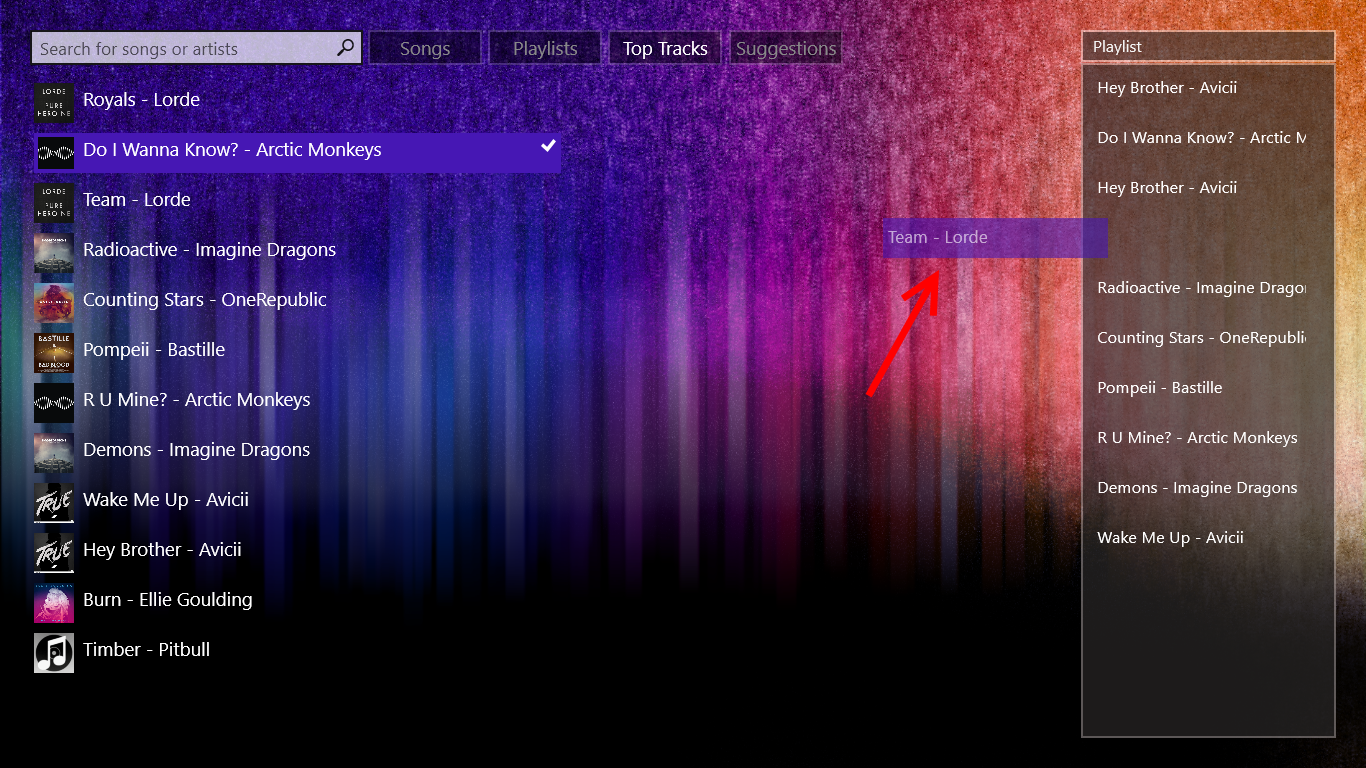 Search for songs or artists
Songs
Playlists
Top Tracks
Suggestions
LORDE
PURE
HEROINE
Royals - Lorde
Do I Wanna Know? - Arctic Monkeys
LORDE
PURE
HEROINE
Team - Lorde
Radioactive - Imagine Dragons
Counting Stars - OneRepublic
BASTILLE
BAD BLOOD
Pompeii - Bastille
R U Mine? - Arctic Monkeys
Demons - Imagine Dragons
TRUE
Wake Me Up - Avicii
TRUE
Hey Brother - Avicii
Burn - Ellie Goulding
Timber - Pitbull
Team - Lorde
Playlist
Hey Brother - Avicii
Do I Wanna Know? - Arctic M
Hey Brother - Avicii
Radioactive - Imagine Drago
Counting Stars - OneRepubli
Pompeii - Bastille
R U Mine? - Arctic Monkeys
Demons - Imagine Dragons
Wake Me Up - Avicii